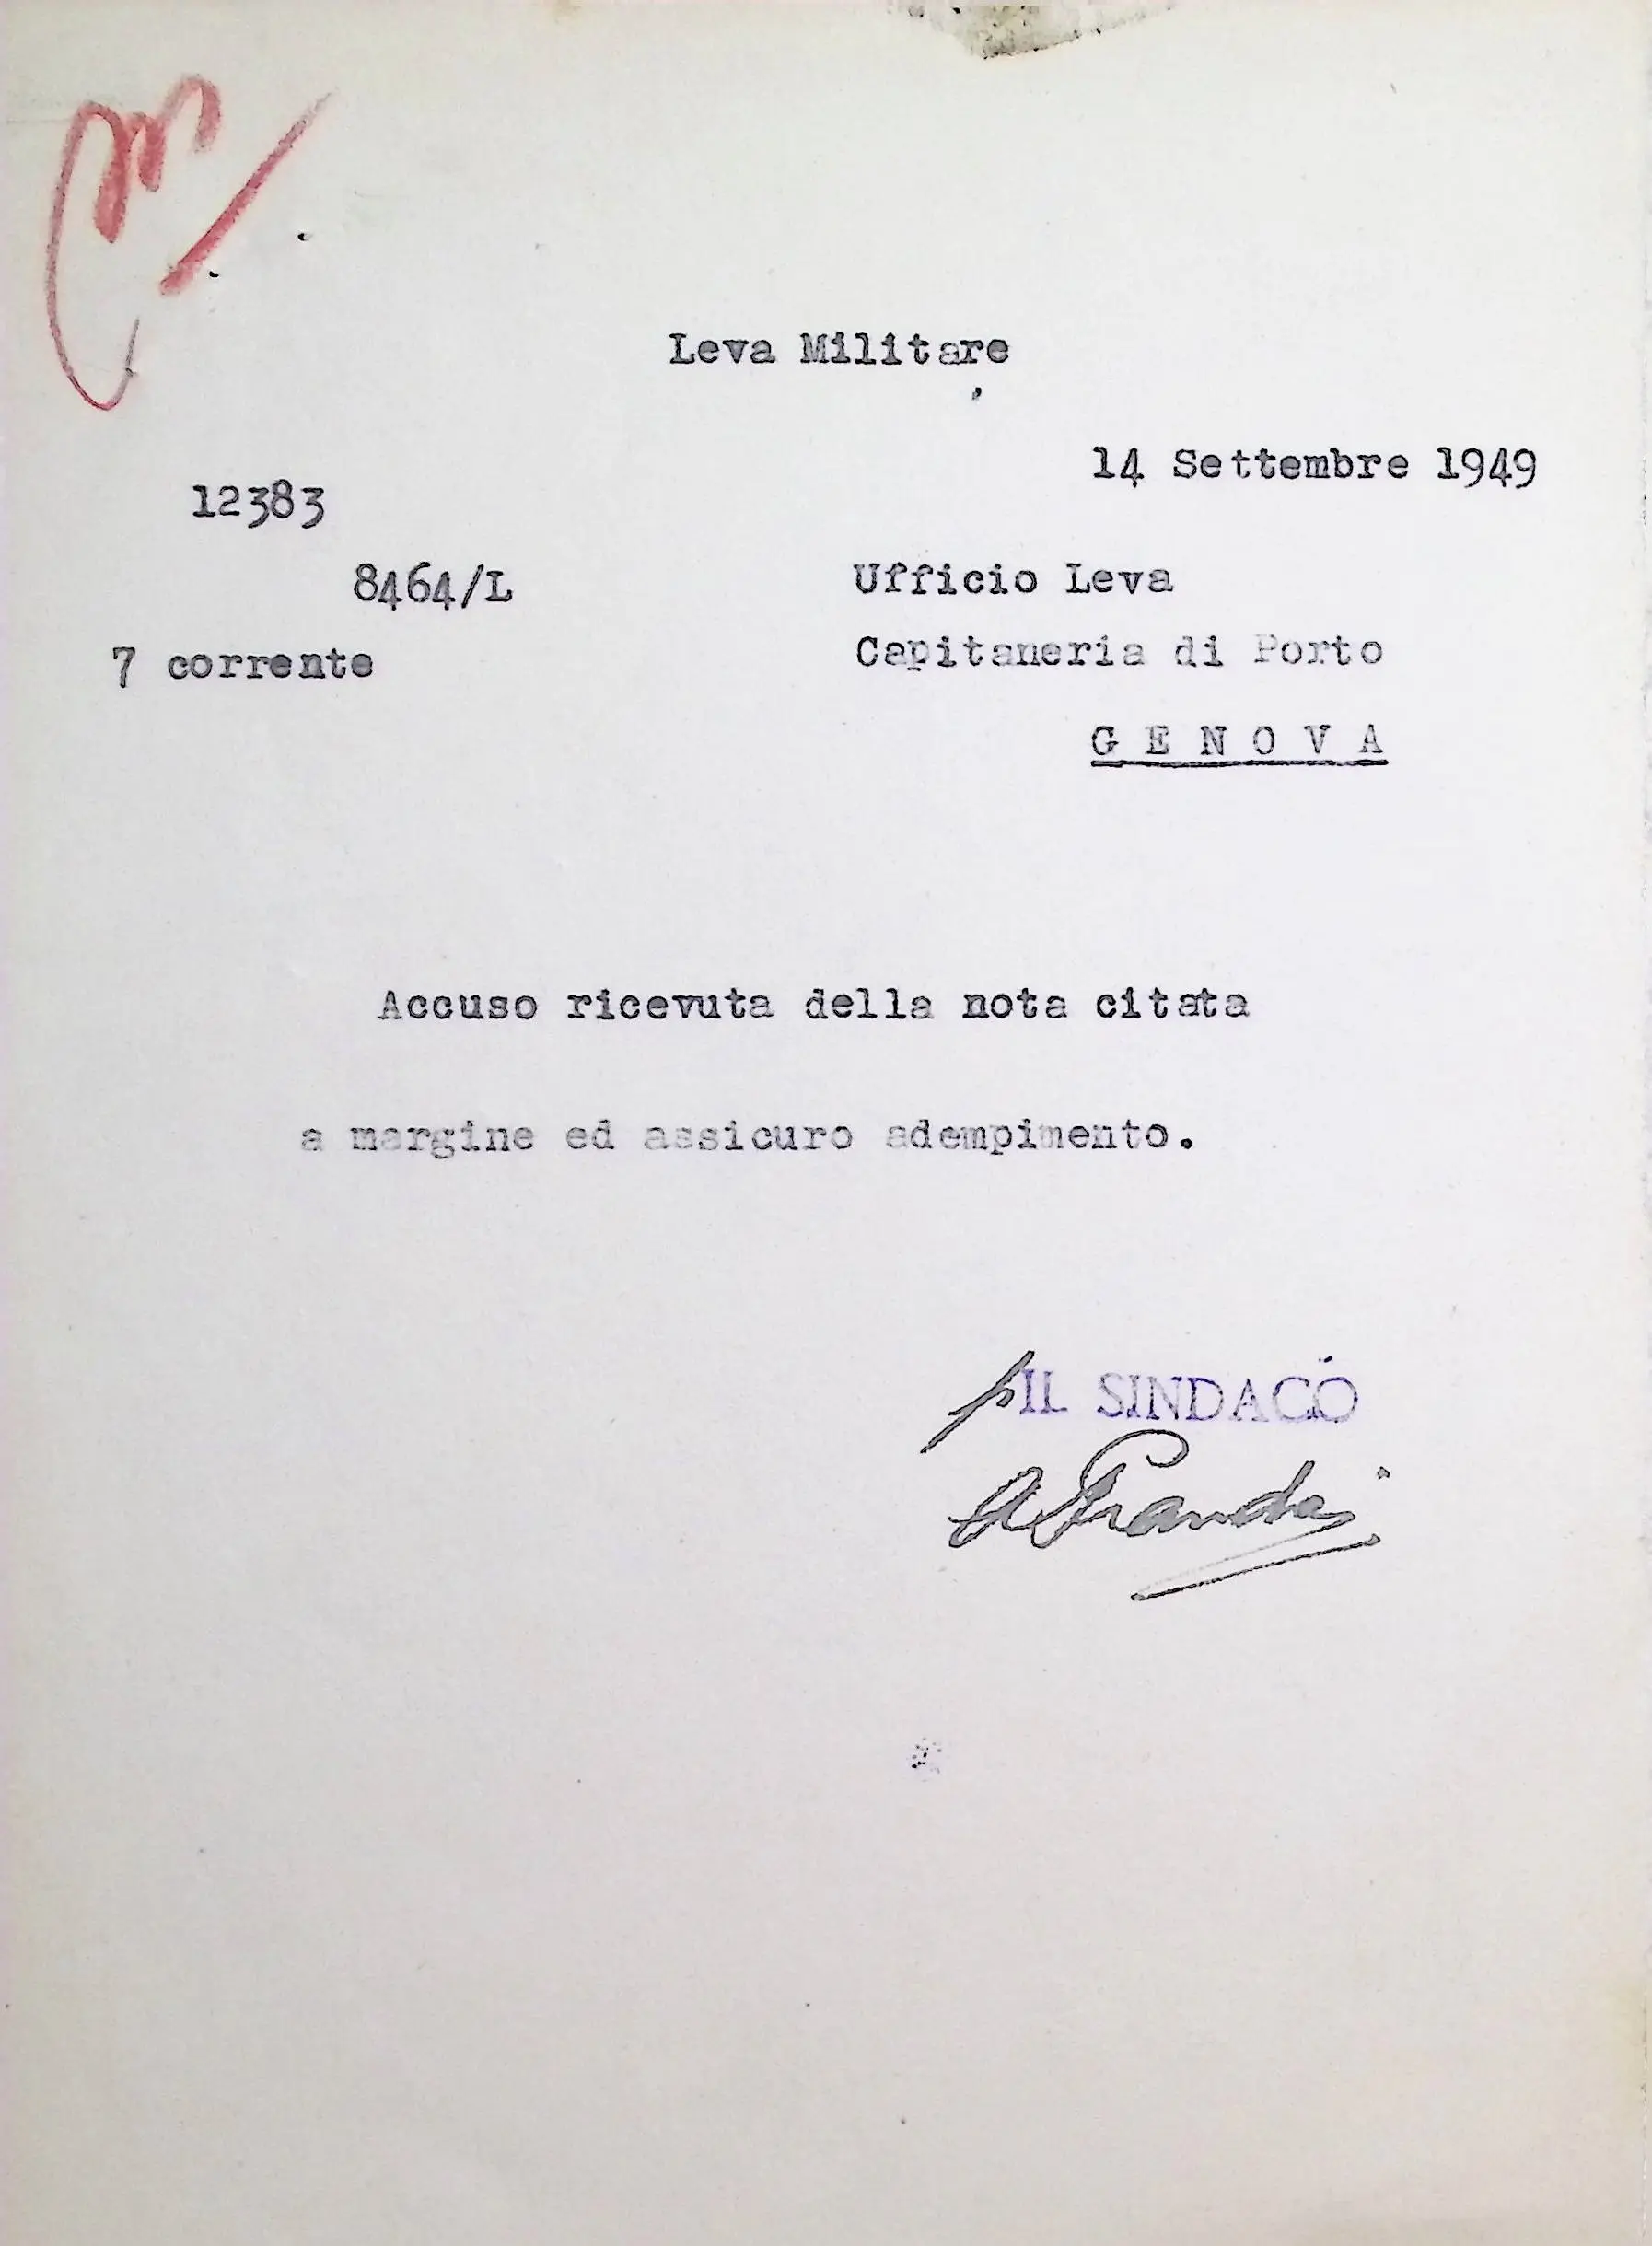 Leva Militare
14 Settembre 1949
12383
8464/L
7 corrente
Ufficio Leva
Capitaneria di Porto
G E N O V A
Accuso ricevuta della nota citata
a margine ed assicuro adempimento.
p IL SINDACO